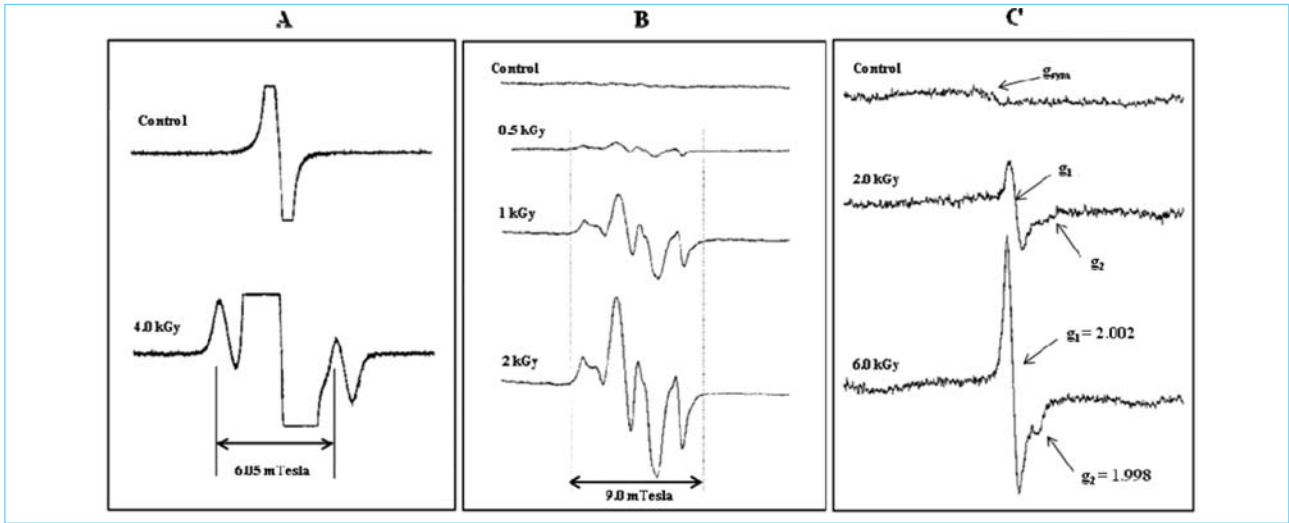 A
Control
4.0 kGy
6.05 mTesla
B
Control
0.5 kGy
1 kGy
2 kGy
9.0 mTesla
C
Control
gsym
2.0 kGy
g1
g2
6.0 kGy
g1 = 2.002
g2 = 1.998